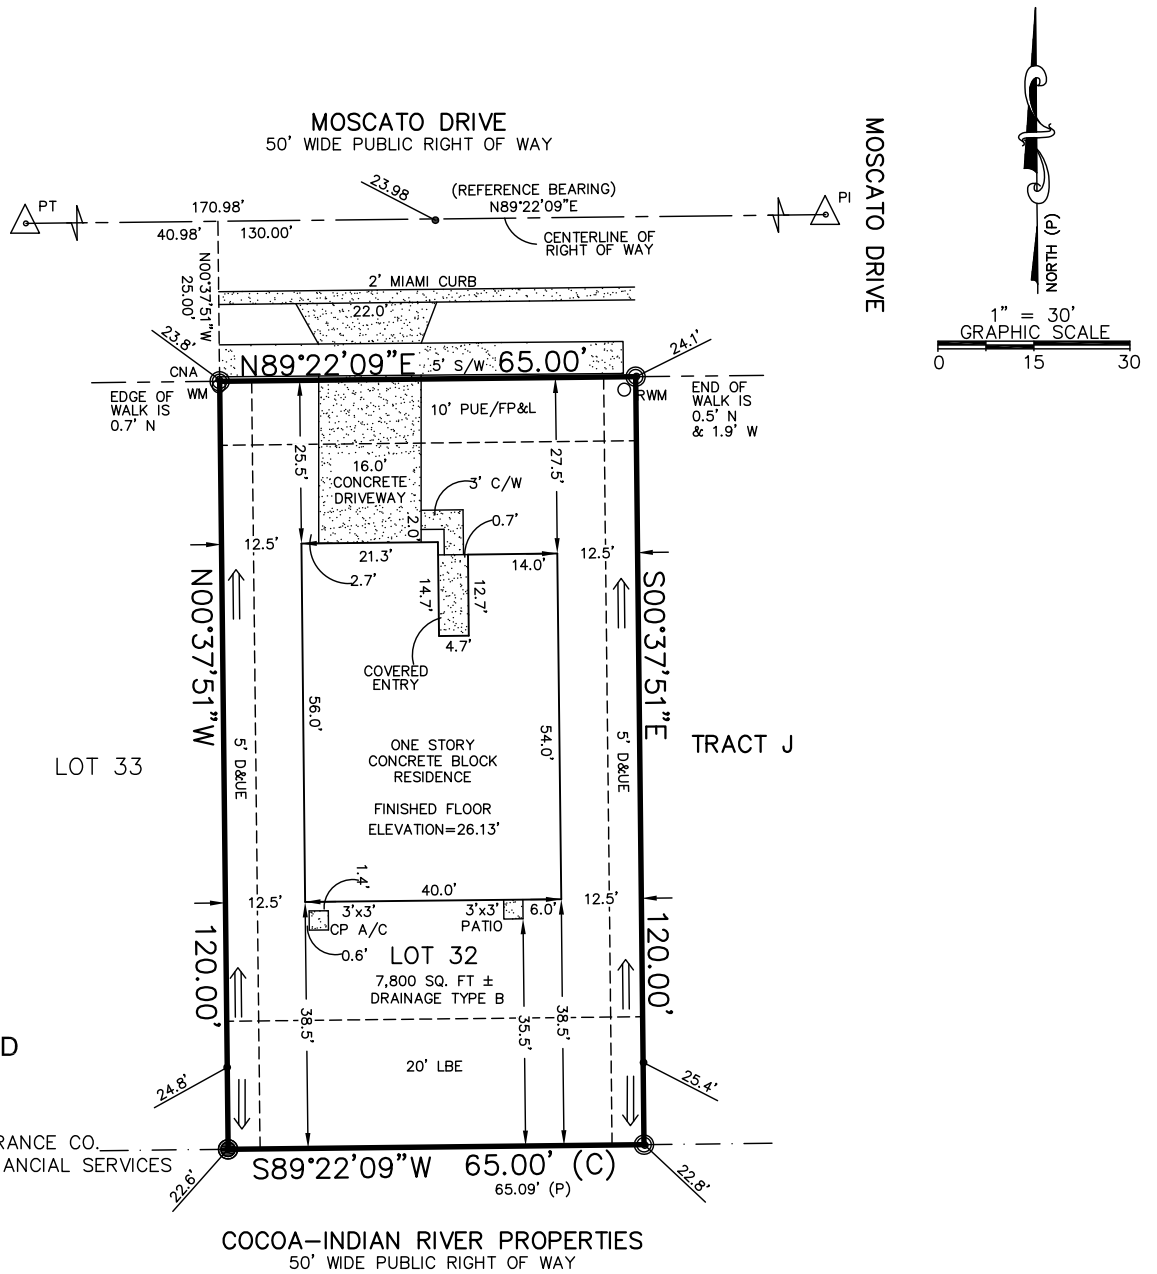 MOSCATO DRIVE
50' WIDE PUBLIC RIGHT OF WAY
MOSCATO DRIVE
NORTH (P)
1" = 30'
GRAPHIC SCALE
0 15 30
PT
23.98
(REFERENCE BEARING)
N89°22'09"E
PI
170.98'
40.98' 130.00'
CENTERLINE OF
RIGHT OF WAY
N00°37'51"W
25.00'
2' MIAMI CURB
22.0'
23.8'
24.1'
N89°22'09"E 5' S/W 65.00'
CNA
WM
RWM
EDGE OF
WALK IS
0.7' N
END OF
WALK IS
0.5' N
& 1.9' W
10' PUE/FP&L
25.5'
27.5'
16.0'
CONCRETE
DRIVEWAY
3' C/W
2.0'
0.7'
12.5'
21.3'
14.0'
12.5'
2.7'
14.7'
12.7'
4.7'
COVERED
ENTRY
N00°37'51"W
S00°37'51"E
56.0'
54.0'
5' D&UE
5' D&UE
LOT 33
TRACT J
ONE STORY
CONCRETE BLOCK
RESIDENCE
FINISHED FLOOR
ELEVATION=26.13'
1.4'
12.5'
40.0'
12.5'
3'x3'
CP A/C
0.6'
3'x3'
PATIO
6.0'
LOT 32
7,800 SQ. FT ±
DRAINAGE TYPE B
120.00'
120.00'
38.5'
35.5'
38.5'
D
20' LBE
24.8'
25.4'
RANCE CO.
ANCIAL SERVICES
S89°22'09"W 65.00' (C)
65.09' (P)
22.6'
22.8'
COCOA-INDIAN RIVER PROPERTIES
50' WIDE PUBLIC RIGHT OF WAY